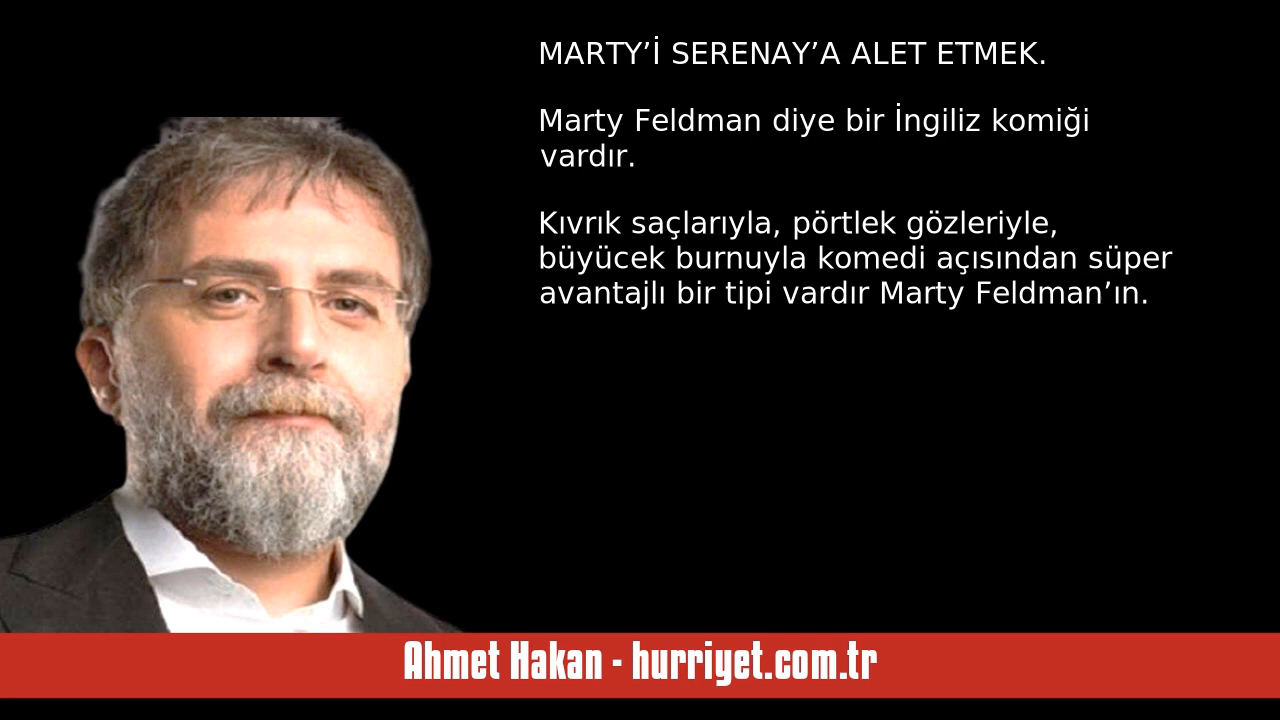 MARTY’İ SERENAY’A ALET ETMEK.
Marty Feldman diye bir İngiliz komiği
vardır.
Kıvrık saçlarıyla, pörtlek gözleriyle,
büyücek burnuyla komedi açısından süper
avantajlı bir tipi vardır Marty Feldman’ın.
Ahmet Hakan - hurriyet.com.tr